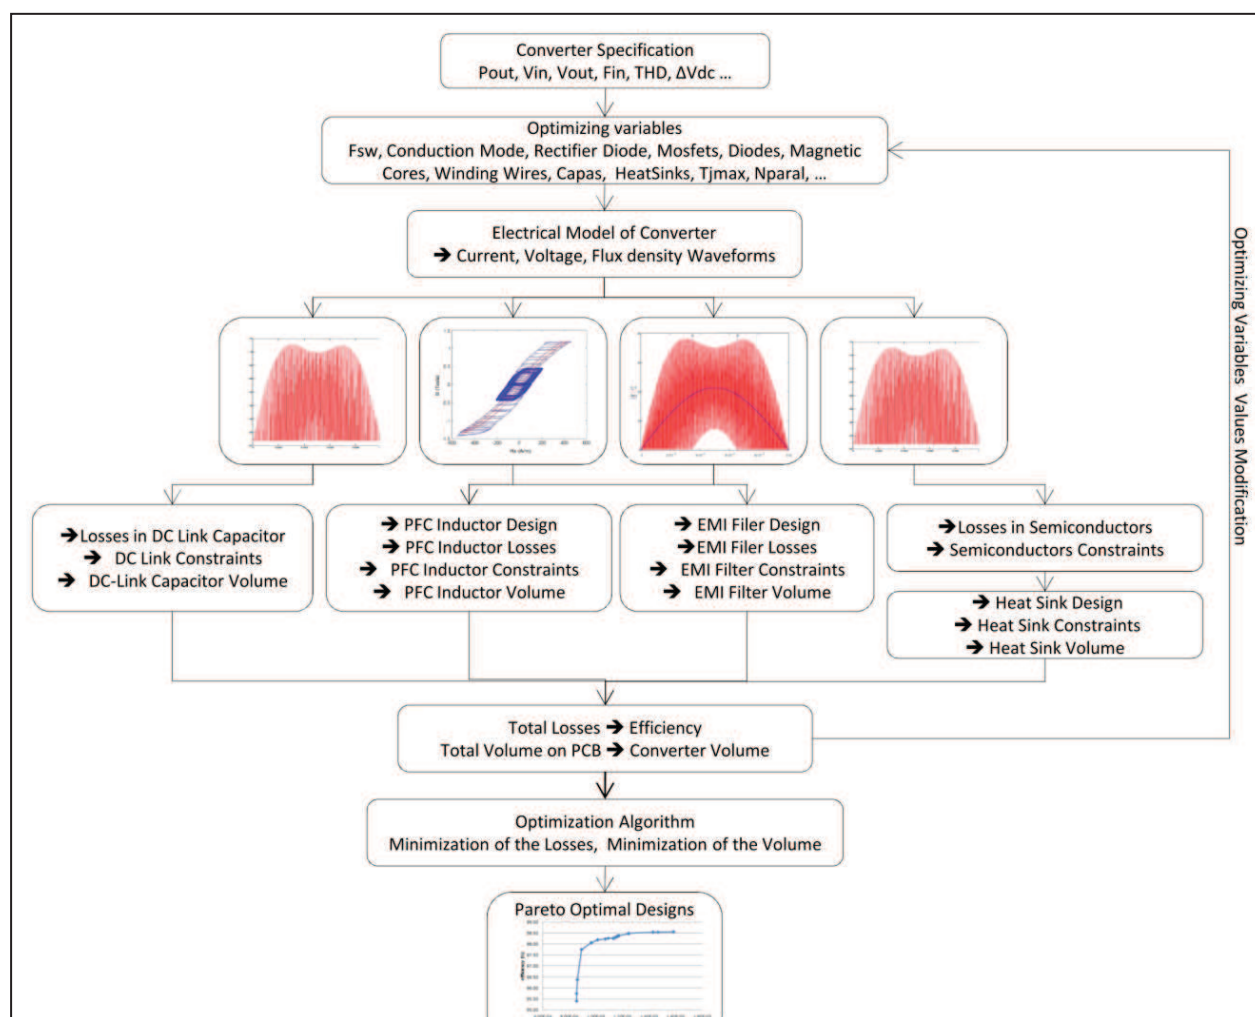 Converter Specification
Pout, Vin, Vout, Fin, THD, ΔVdc ...
Optimizing variables
Fsw, Conduction Mode, Rectifier Diode, Mosfets, Diodes, Magnetic
Cores, Winding Wires, Capas, HeatSinks, Tjmax, Nparal, ...
Electrical Model of Converter
➔ Current, Voltage, Flux density Waveforms
Optimizing Variables Values Modification
➔Losses in DC Link Capacitor
➔ DC Link Constraints
➔ DC-Link Capacitor Volume
➔ PFC Inductor Design
➔ PFC Inductor Losses
➔ PFC Inductor Constraints
➔ PFC Inductor Volume
➔ EMI Filer Design
➔EMI Filer Losses
➔ EMI Filter Constraints
➔ EMI Filter Volume
➔Losses in Semiconductors
➔ Semiconductors Constraints
➔ Heat Sink Design
➔ Heat Sink Constraints
➔ Heat Sink Volume
Total Losses ➔ Efficiency
Total Volume on PCB ➔ Converter Volume
Optimization Algorithm
Minimization of the Losses, Minimization of the Volume
Pareto Optimal Designs